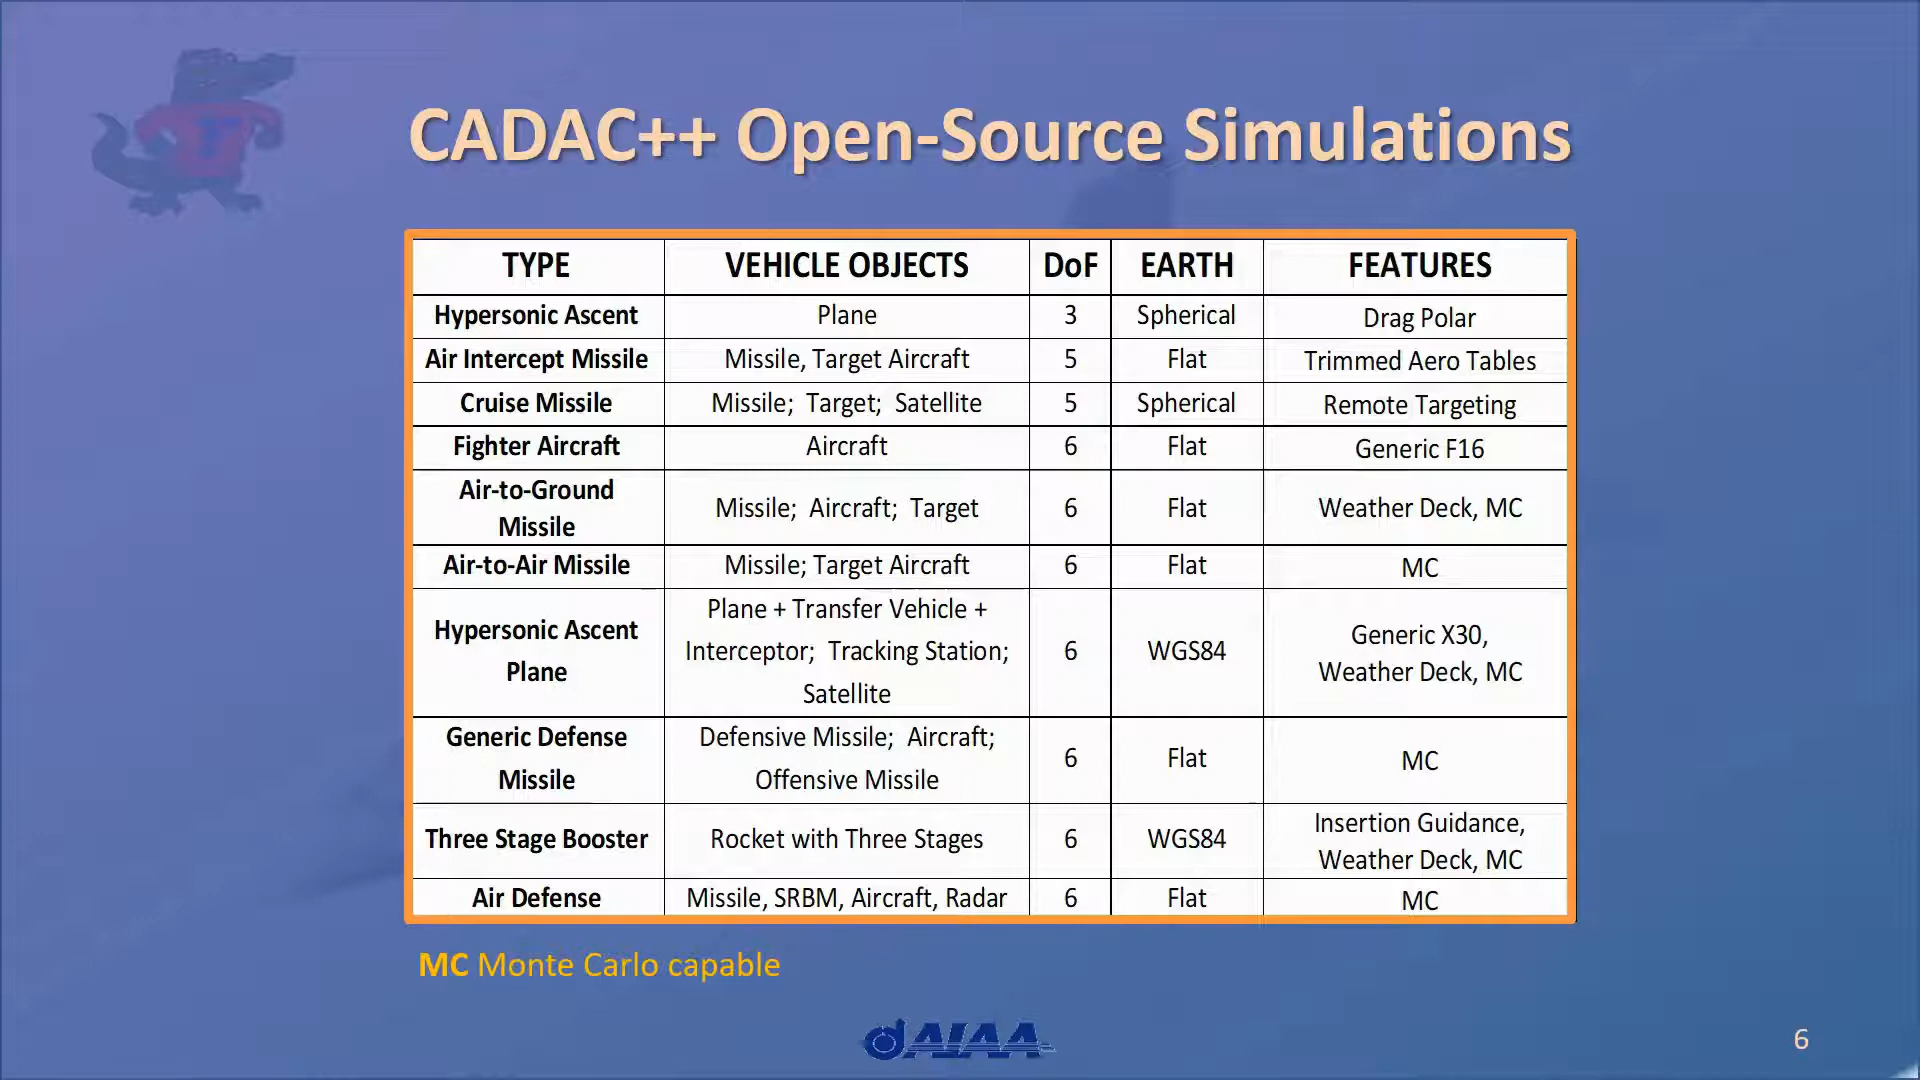 CADAC++ Open-Source Simulations
TYPE VEHICLE OBJECTS DoF EARTH FEATURES
Hypersonic Ascent Plane 3 Spherical Drag Polar
Air Intercept Missile Missile, Target Aircraft 5 Flat Trimmed Aero Tables
Cruise Missile Missile; Target; Satellite 5 Spherical Remote Targeting
Fighter Aircraft Aircraft 6 Flat Generic F16
Air-to-Ground
Missile Missile; Aircraft; Target 6 Flat Weather Deck, MC
Air-to-Air Missile Missile; Target Aircraft 6 Flat MC
Hypersonic Ascent
Plane
Plane + Transfer Vehicle +
Interceptor; Tracking Station;
Satellite
6 WGS84
Generic X30,
Weather Deck, MC
Generic Defense
Missile
Defensive Missile; Aircraft;
Offensive Missile
6 Flat MC
Three Stage Booster Rocket with Three Stages 6 WGS84
Insertion Guidance,
Weather Deck, MC
Air Defense Missile, SRBM, Aircraft, Radar 6 Flat MC
MC Monte Carlo capable
AIAA
6